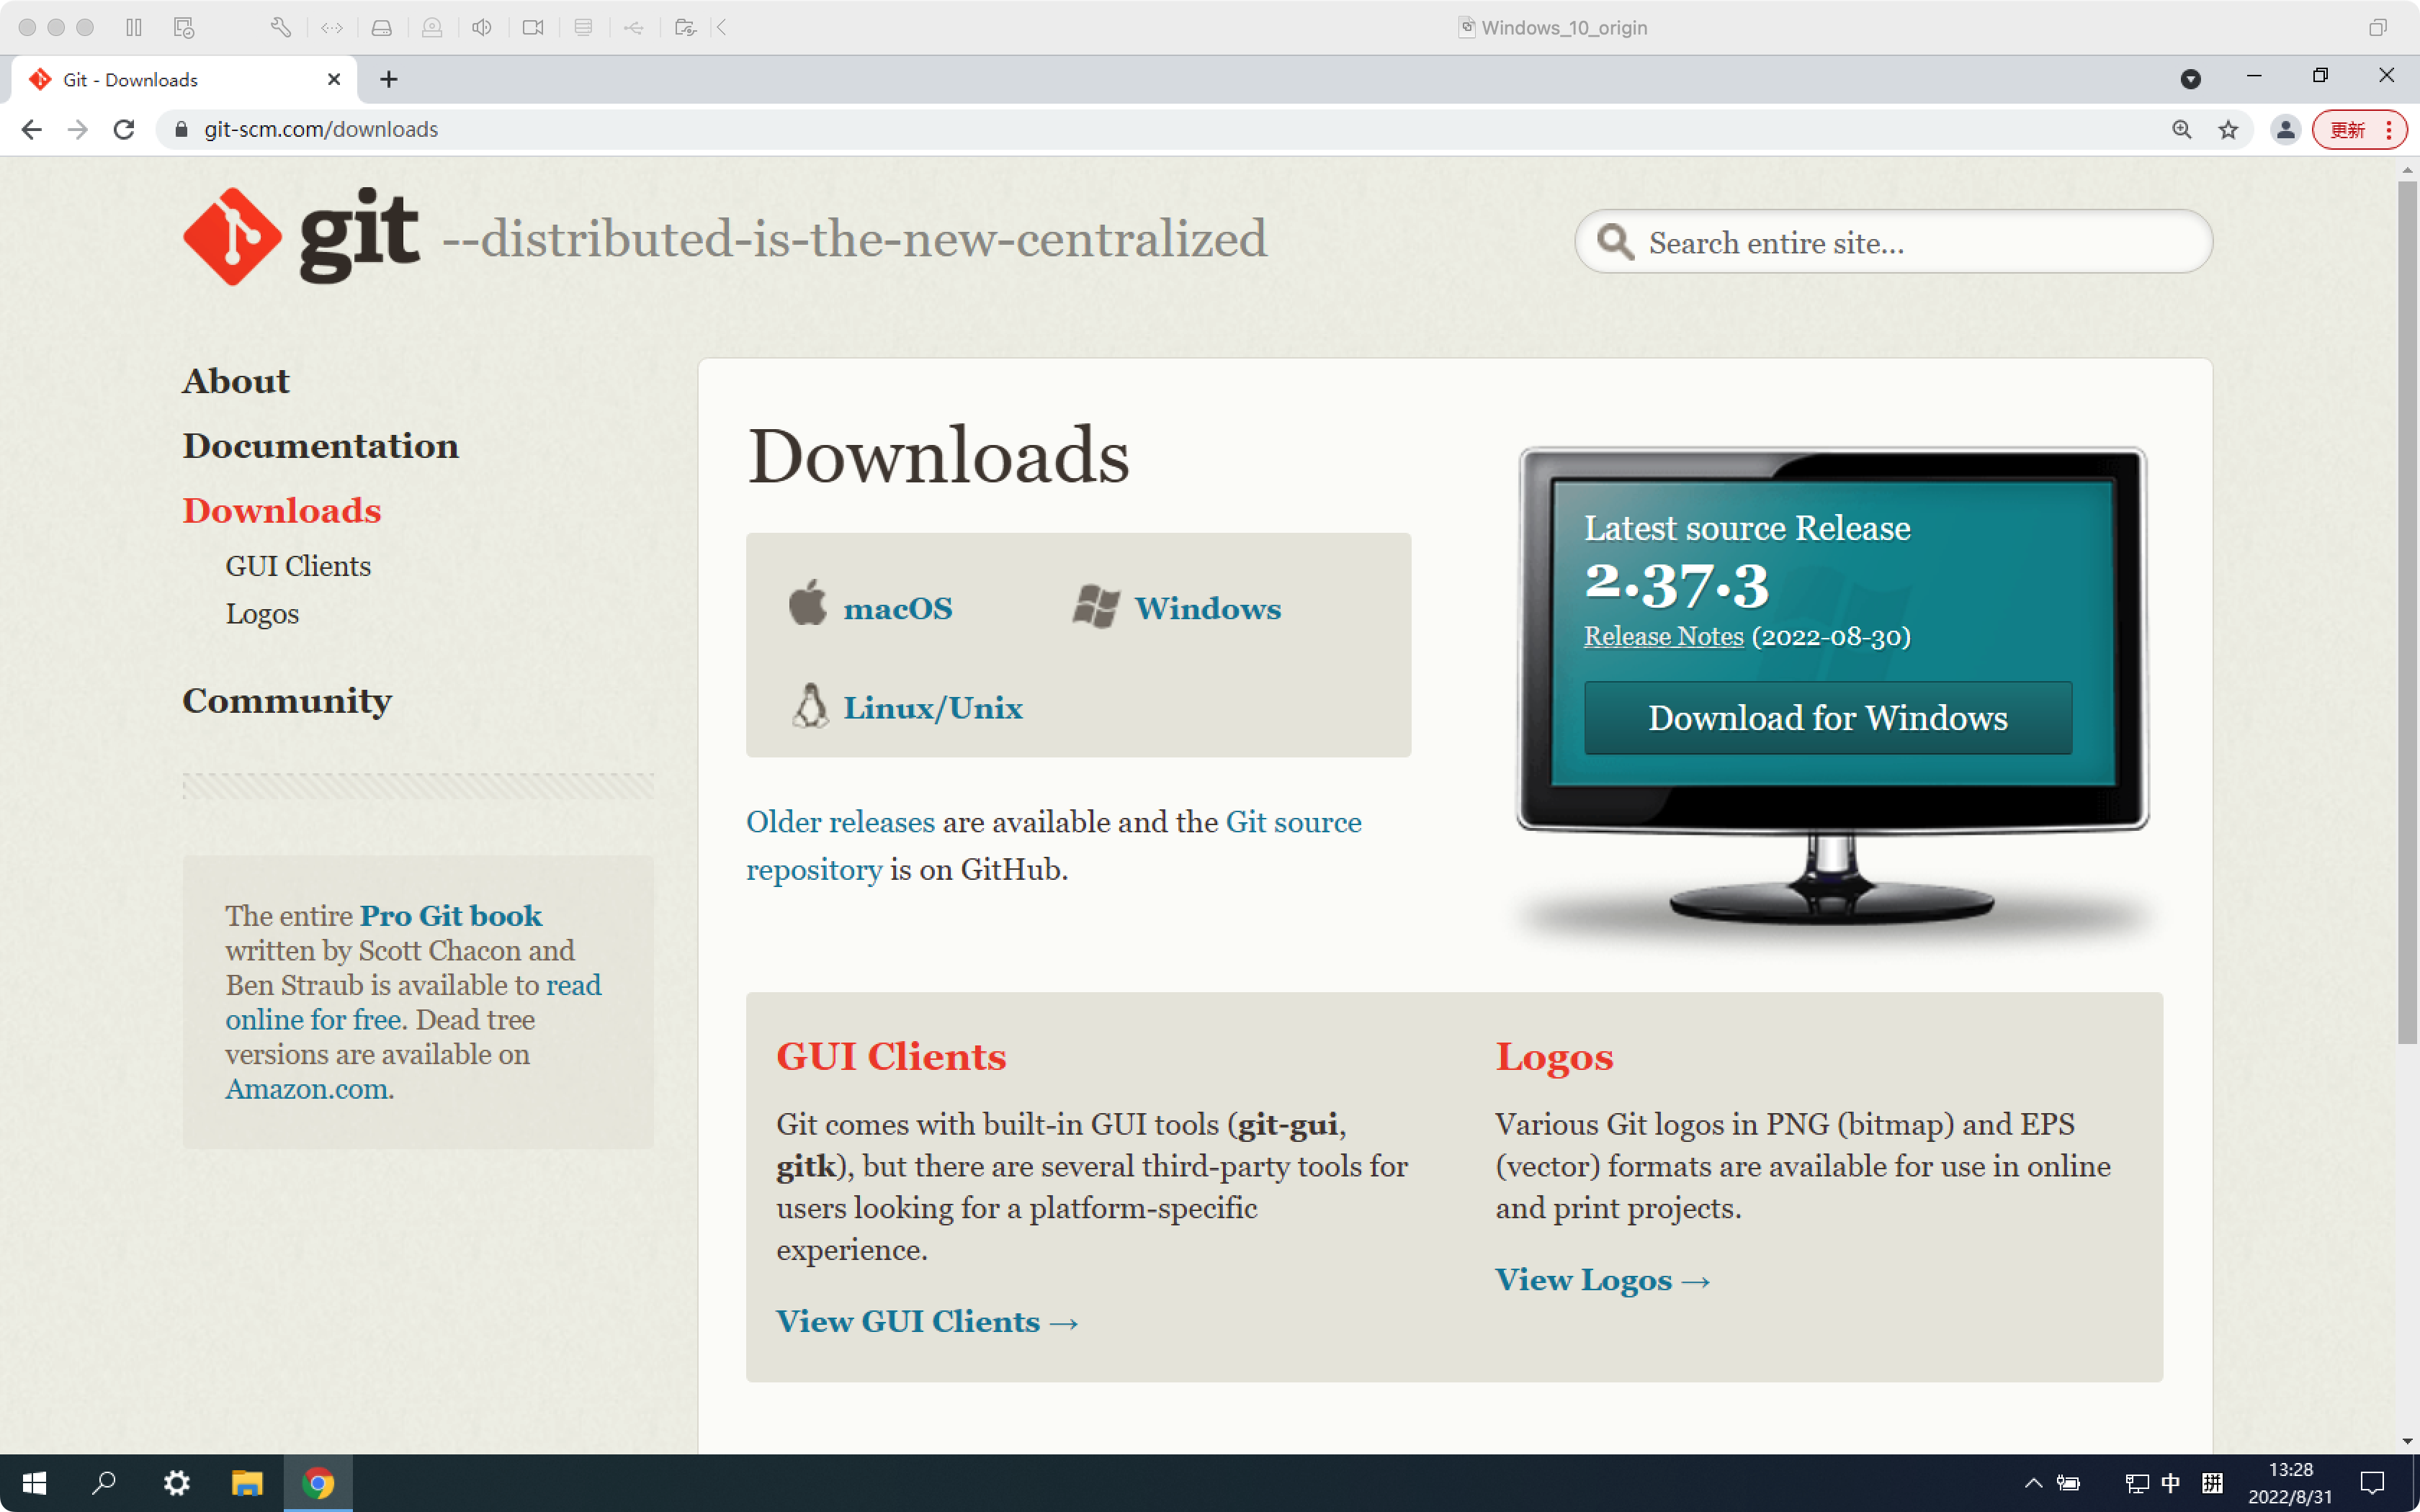 Windows_10_origin
Git - Downloads
git-scm.com/downloads
更新
git --distributed-is-the-new-centralized
Search entire site...
About
Documentation
Downloads
GUI Clients
Logos
Community
The entire Pro Git book
written by Scott Chacon and
Ben Straub is available to read
online for free. Dead tree
versions are available on
Amazon.com.
Downloads
macOS
Windows
Linux/Unix
Older releases are available and the Git source
repository is on GitHub.
Latest source Release
2.37.3
Release Notes (2022-08-30)
Download for Windows
GUI Clients
Git comes with built-in GUI tools (git-gui,
gitk), but there are several third-party tools for
users looking for a platform-specific
experience.
View GUI Clients →
Logos
Various Git logos in PNG (bitmap) and EPS
(vector) formats are available for use in online
and print projects.
View Logos →
中
拼
13:28
2022/8/31